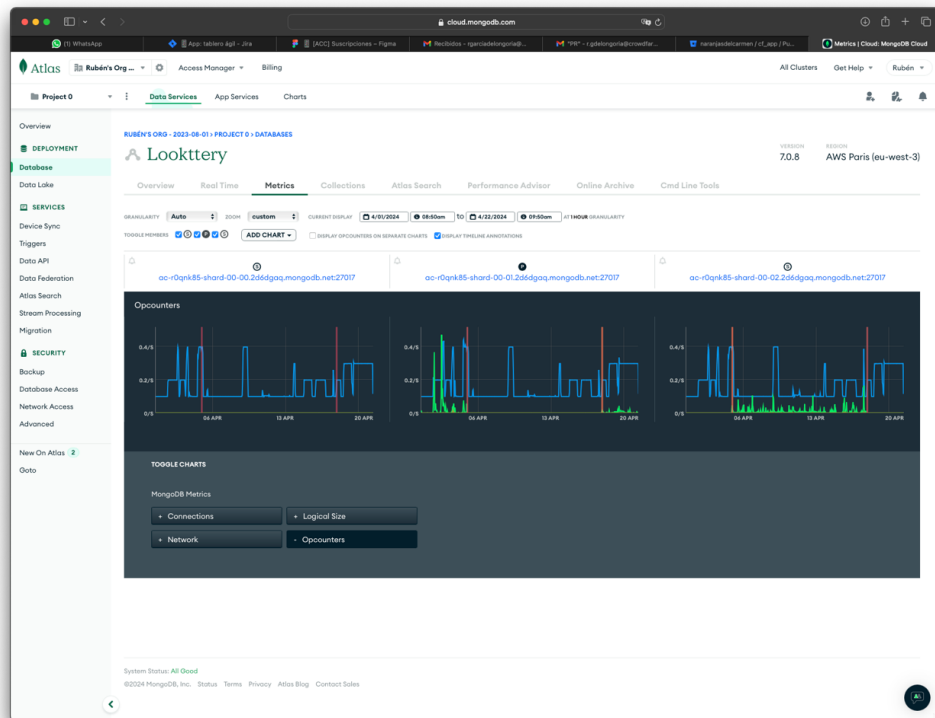 cloud.mongodb.com
(1) WhatsApp
App: tablero ágil - Jira
[ACC] Suscripciones – Figma
Recibidos - rgarciadelongoria@...
"PR" - r.gdelongoria@crowdfar...
naranjasdelcarmen / cf_app / Pu...
Metrics | Cloud: MongoDB Cloud
Atlas
Rubén's Org ...
Access Manager
Billing
All Clusters
Get Help
Rubén
Project 0
Data Services
App Services
Charts
Overview
DEPLOYMENT
Database
Data Lake
SERVICES
Device Sync
Triggers
Data API
Data Federation
Atlas Search
Stream Processing
Migration
SECURITY
Backup
Database Access
Network Access
Advanced
New On Atlas 2
Goto
RUBÉN'S ORG - 2023-08-01 > PROJECT 0 > DATABASES
Lookttery
VERSION
7.0.8
REGION
AWS Paris (eu-west-3)
Overview
Real Time
Metrics
Collections
Atlas Search
Performance Advisor
Online Archive
Cmd Line Tools
GRANULARITY Auto ZOOM custom CURRENT DISPLAY 4/01/2024 08:50am to 4/22/2024 09:50am AT 1 HOUR GRANULARITY
TOGGLE MEMBERS S P S ADD CHART DISPLAY OPCOUNTERS ON SEPARATE CHARTS DISPLAY TIMELINE ANNOTATIONS
S
ac-r0qnk85-shard-00-00.2d6dgaq.mongodb.net:27017
P
ac-r0qnk85-shard-00-01.2d6dgaq.mongodb.net:27017
S
ac-r0qnk85-shard-00-02.2d6dgaq.mongodb.net:27017
Opcounters
0.4/S
0.2/S
0/S
06 APR
13 APR
20 APR
0.4/S
0.2/S
0/S
06 APR
13 APR
20 APR
0.4/S
0.2/S
0/S
06 APR
13 APR
20 APR
TOGGLE CHARTS
MongoDB Metrics
+ Connections
+ Logical Size
+ Network
- Opcounters
System Status: All Good
©2024 MongoDB, Inc. Status Terms Privacy Atlas Blog Contact Sales